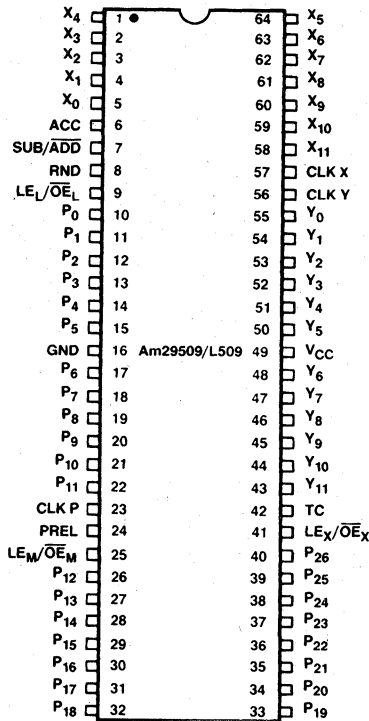 X4 1 64 X5
X3 2 63 X6
X2 3 62 X7
X1 4 61 X8
X0 5 60 X9
ACC 6 59 X10
SUB/A̅D̅D̅ 7 58 X11
RND 8 57 CLK X
LEL/O̅E̅L 9 56 CLK Y
P0 10 55 Y0
P1 11 54 Y1
P2 12 53 Y2
P3 13 52 Y3
P4 14 51 Y4
P5 15 50 Y5
GND 16 Am29509/L509 49 VCC
P6 17 48 Y6
P7 18 47 Y7
P8 19 46 Y8
P9 20 45 Y9
P10 21 44 Y10
P11 22 43 Y11
CLK P 23 42 TC
PREL 24 41 LEX/O̅E̅X
LEM/O̅E̅M 25 40 P26
P12 26 39 P25
P13 27 38 P24
P14 28 37 P23
P15 29 36 P22
P16 30 35 P21
P17 31 34 P20
P18 32 33 P19